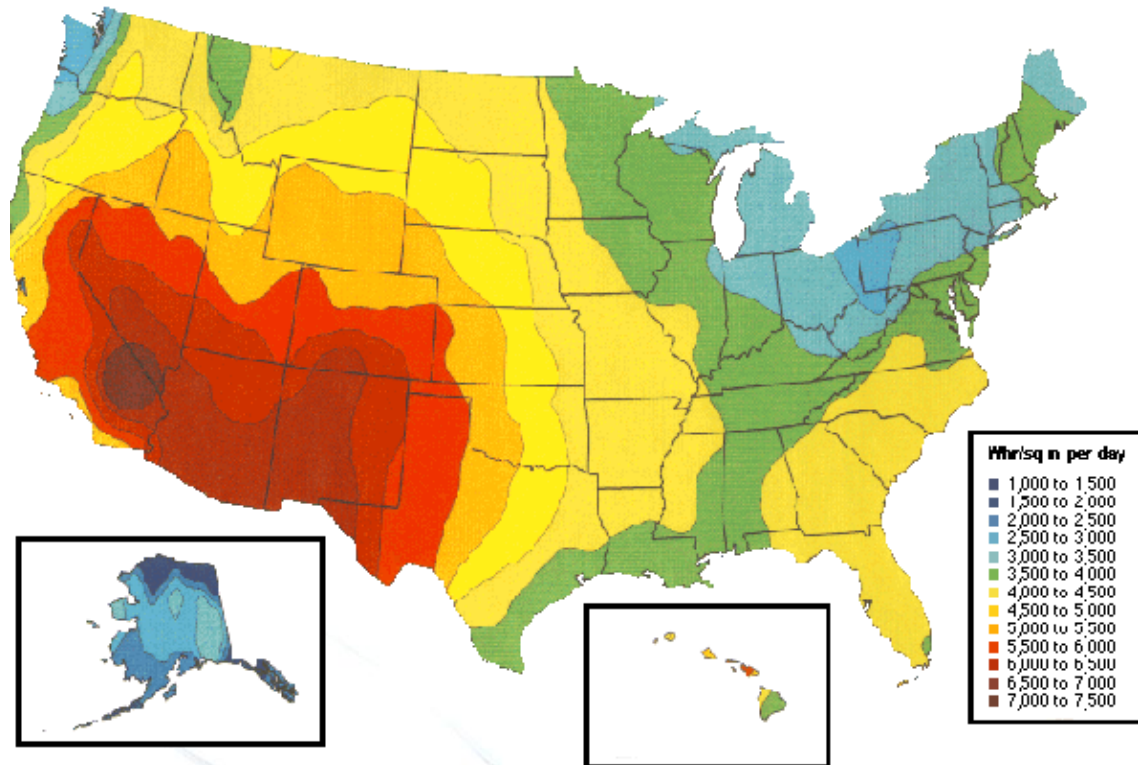 Whr/sq m per day
1,000 to 1,500
1,500 to 2,000
2,000 to 2,500
2,500 to 3,000
3,000 to 3,500
3,500 to 4,000
4,000 to 4,500
4,500 to 5,000
5,000 to 5,500
5,500 to 6,000
6,000 to 6,500
6,500 to 7,000
7,000 to 7,500